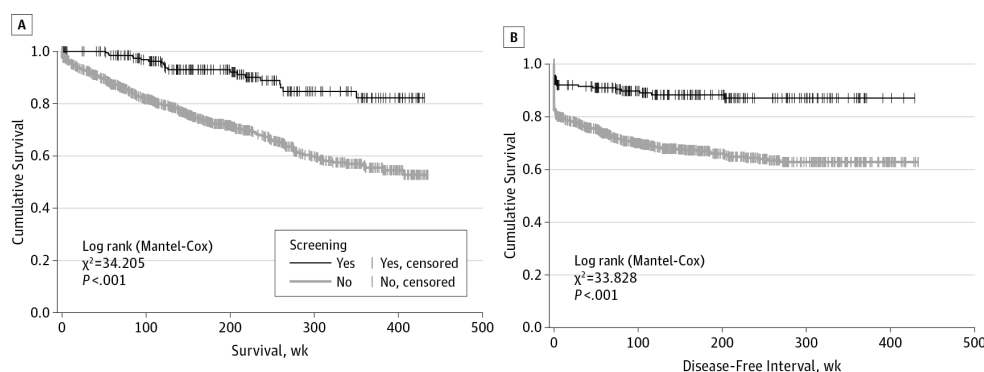 A
1.0
0.8
0.6
0.4
0.2
0.0
Cumulative Survival
0 100 200 300 400 500
Survival, wk
Log rank (Mantel-Cox)
χ²=34.205
P<.001
Screening
Yes Yes, censored
No No, censored
B
1.0
0.8
0.6
0.4
0.2
0.0
Cumulative Survival
0 100 200 300 400 500
Disease-Free Interval, wk
Log rank (Mantel-Cox)
χ²=33.828
P<.001